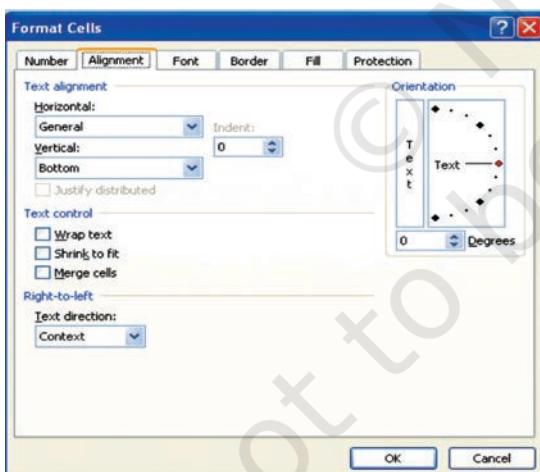 Format Cells
Number Alignment Font Border Fill Protection
Text alignment
Horizontal:
General
Indent:
0
Vertical:
Bottom
Justify distributed
Text control
Wrap text
Shrink to fit
Merge cells
Right-to-left
Text direction:
Context
Orientation
Text
Text
0 Degrees
OK Cancel